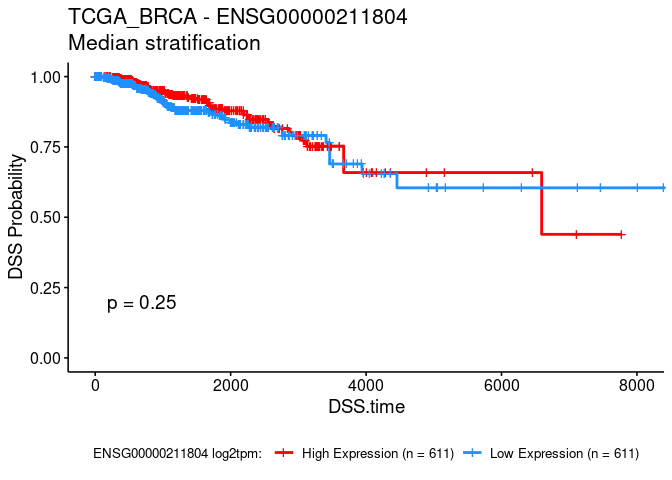 TCGA_BRCA - ENSG00000211804
Median stratification
1.00
0.75
0.50
0.25
0.00
DSS Probability
p = 0.25
0 2000 4000 6000 8000
DSS.time
ENSG00000211804 log2tpm: High Expression (n = 611) Low Expression (n = 611)